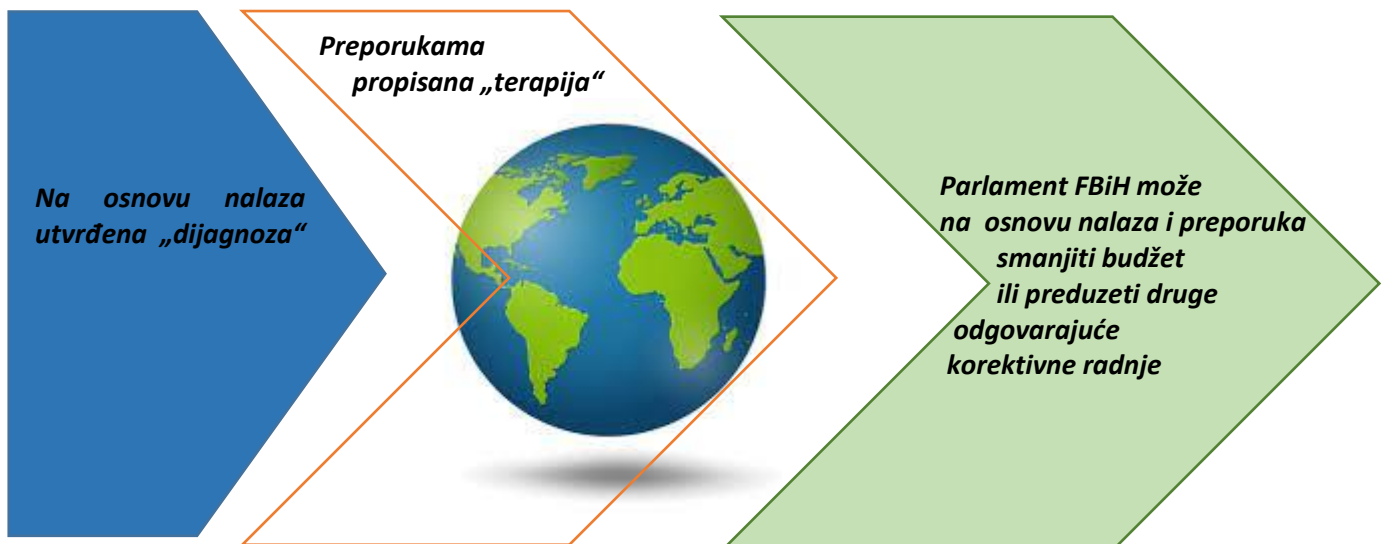 Na osnovu nalaza
utvrđena „dijagnoza“
Preporukama
propisana „terapija“
Parlament FBiH može
na osnovu nalaza i preporuka
smanjiti budžet
ili preduzeti druge
odgovarajuće
korektivne radnje